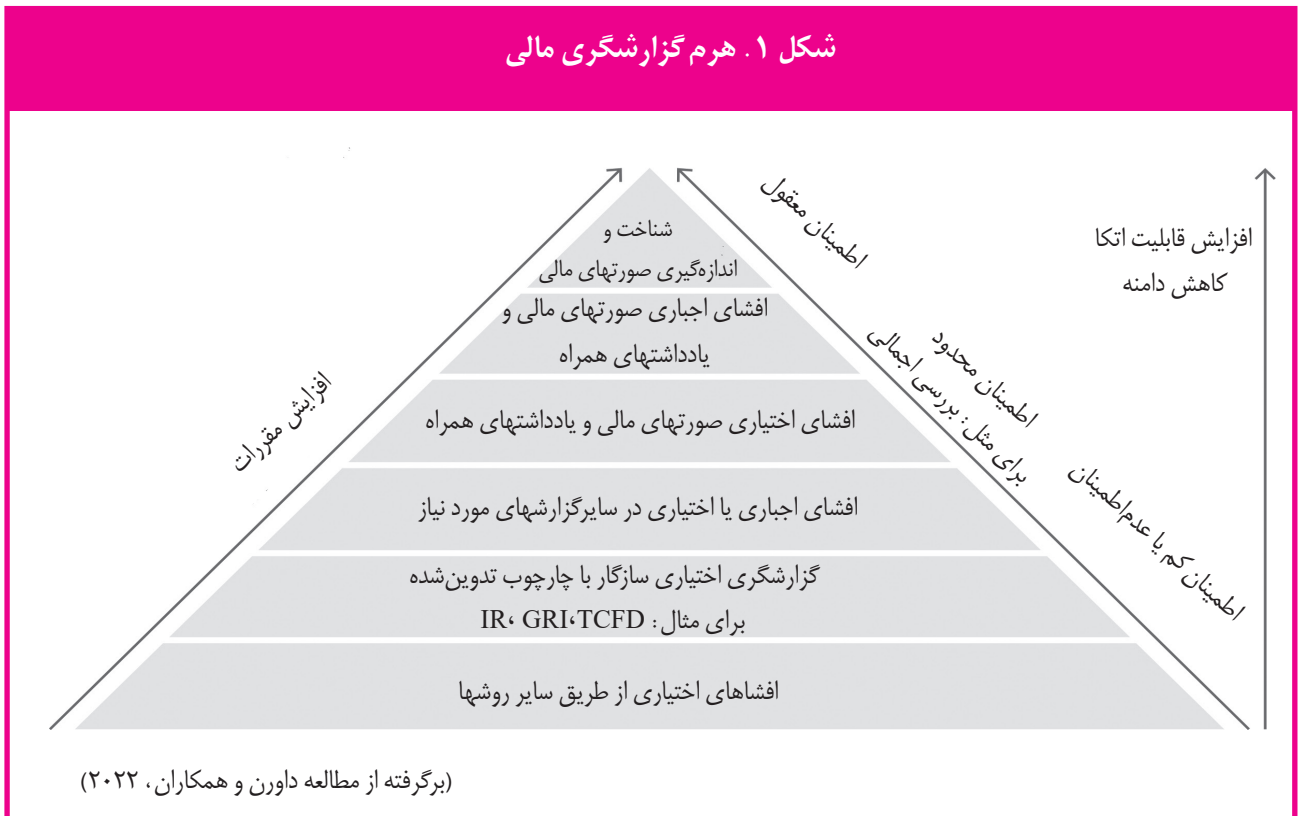 شکل ۱. هرم گزارشگری مالی
افزایش قابلیت اتکا
کاهش دامنه
اطمینان معقول
اطمینان محدود
برای مثل: بررسی اجمالی
اطمینان کم یا عدم‌اطمینان
شناخت و
اندازه‌گیری صورتهای مالی
افشای اجباری صورتهای مالی و
یادداشتهای همراه
افشای اختیاری صورتهای مالی و یادداشتهای همراه
افشای اجباری یا اختیاری در سایرگزارشهای مورد نیاز
گزارشگری اختیاری سازگار با چارچوب تدوین‌شده
برای مثال: IR، GRI،TCFD
افشاهای اختیاری از طریق سایر روشها
افزایش مقررات
(برگرفته از مطالعه داورن و همکاران، ۲۰۲۲)